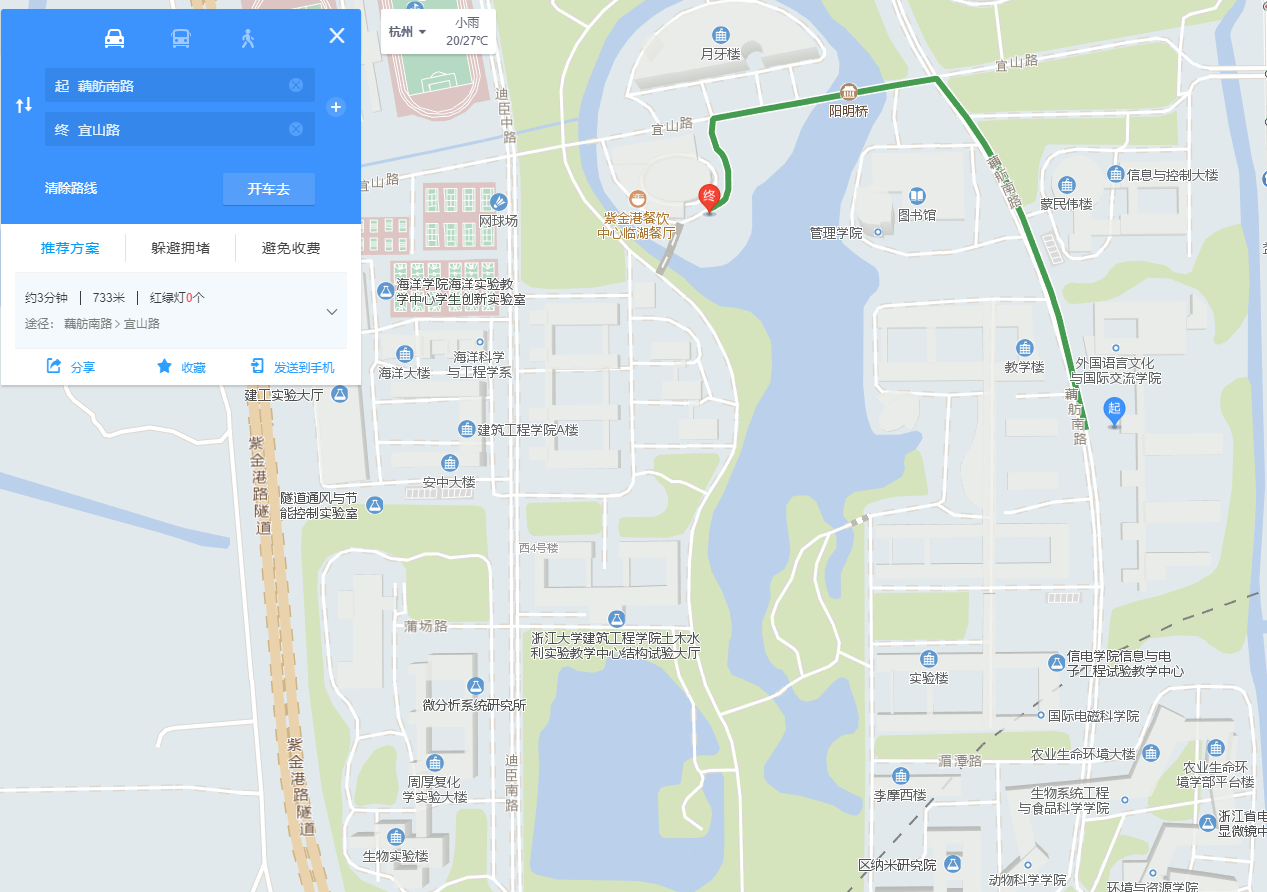 杭州
小雨
20/27℃
起 藕舫南路
终 宜山路
清除路线
开车去
推荐方案
躲避拥堵
避免收费
约3分钟 | 733米 | 红绿灯0个
途径： 藕舫南路 > 宜山路
分享
收藏
发送到手机
月牙楼
宜山路
迪臣中路
阳明桥
宜山路
宜山路
藕舫南路
信息与控制大楼
蒙民伟楼
图书馆
管理学院
网球场
紫金港餐饮
中心临湖餐厅
终
海洋学院海洋实验教
学中心学生创新实验室
海洋大楼
海洋科学
与工程学系
教学楼
外国语言文化
与国际交流学院
藕舫南路
起
建工实验大厅
建筑工程学院A楼
紫金港路隧道
安中大楼
隧道通风与节
能控制实验室
西4号楼
蒲场路
浙江大学建筑工程学院土木水
利实验教学中心结构试验大厅
信电学院信息与电
子工程试验教学中心
实验楼
微分析系统研究所
国际电磁科学院
紫金港路隧道
迪臣南路
湄潭路
农业生命环境大楼
农业生命环
境学部平台楼
周厚复化
学实验大楼
李摩西楼
生物系统工程
与食品科学学院
浙江省电
显微镜中
生物实验楼
区纳米研究院
动物科学学院
环境与资源学院